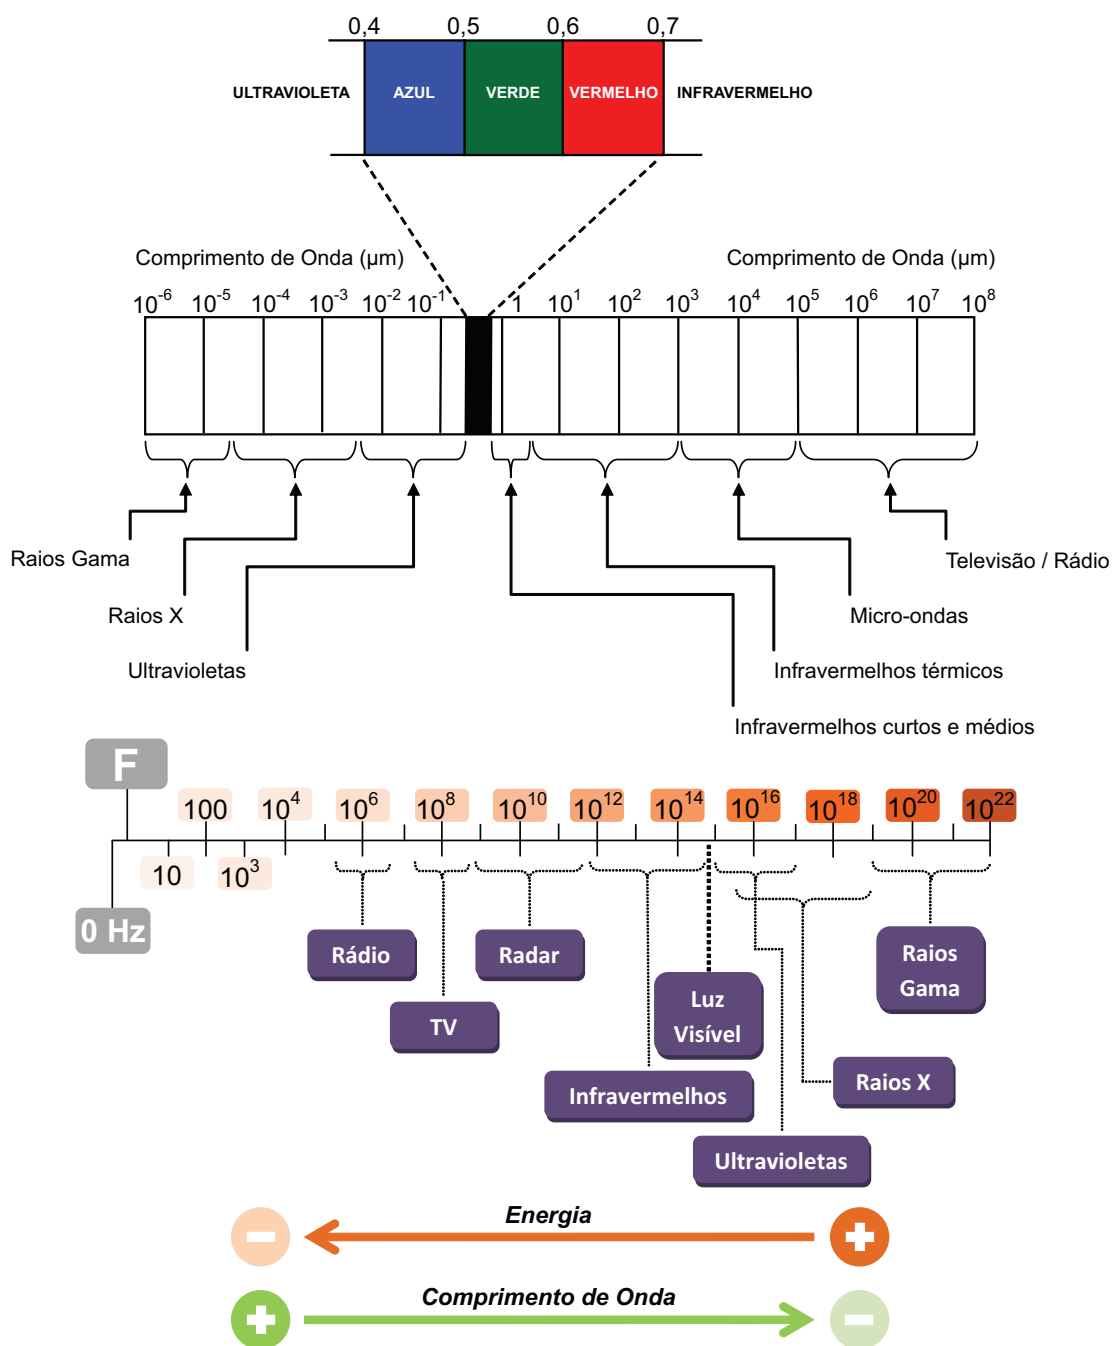 0,4 0,5 0,6 0,7
ULTRAVIOLETA AZUL VERDE VERMELHO INFRAVERMELHO
Comprimento de Onda (µm) Comprimento de Onda (µm)
10⁻⁶ 10⁻⁵ 10⁻⁴ 10⁻³ 10⁻² 10⁻¹ 1 10¹ 10² 10³ 10⁴ 10⁵ 10⁶ 10⁷ 10⁸
Raios Gama Televisão / Rádio
Raios X Micro-ondas
Ultravioletas Infravermelhos térmicos
Infravermelhos curtos e médios
F
100 10⁴ 10⁶ 10⁸ 10¹⁰ 10¹² 10¹⁴ 10¹⁶ 10¹⁸ 10²⁰ 10²²
10 10³
0 Hz
Rádio Radar Raios
Gama
TV Luz
Visível
Infravermelhos Raios X
Ultravioletas
Energia
Comprimento de Onda